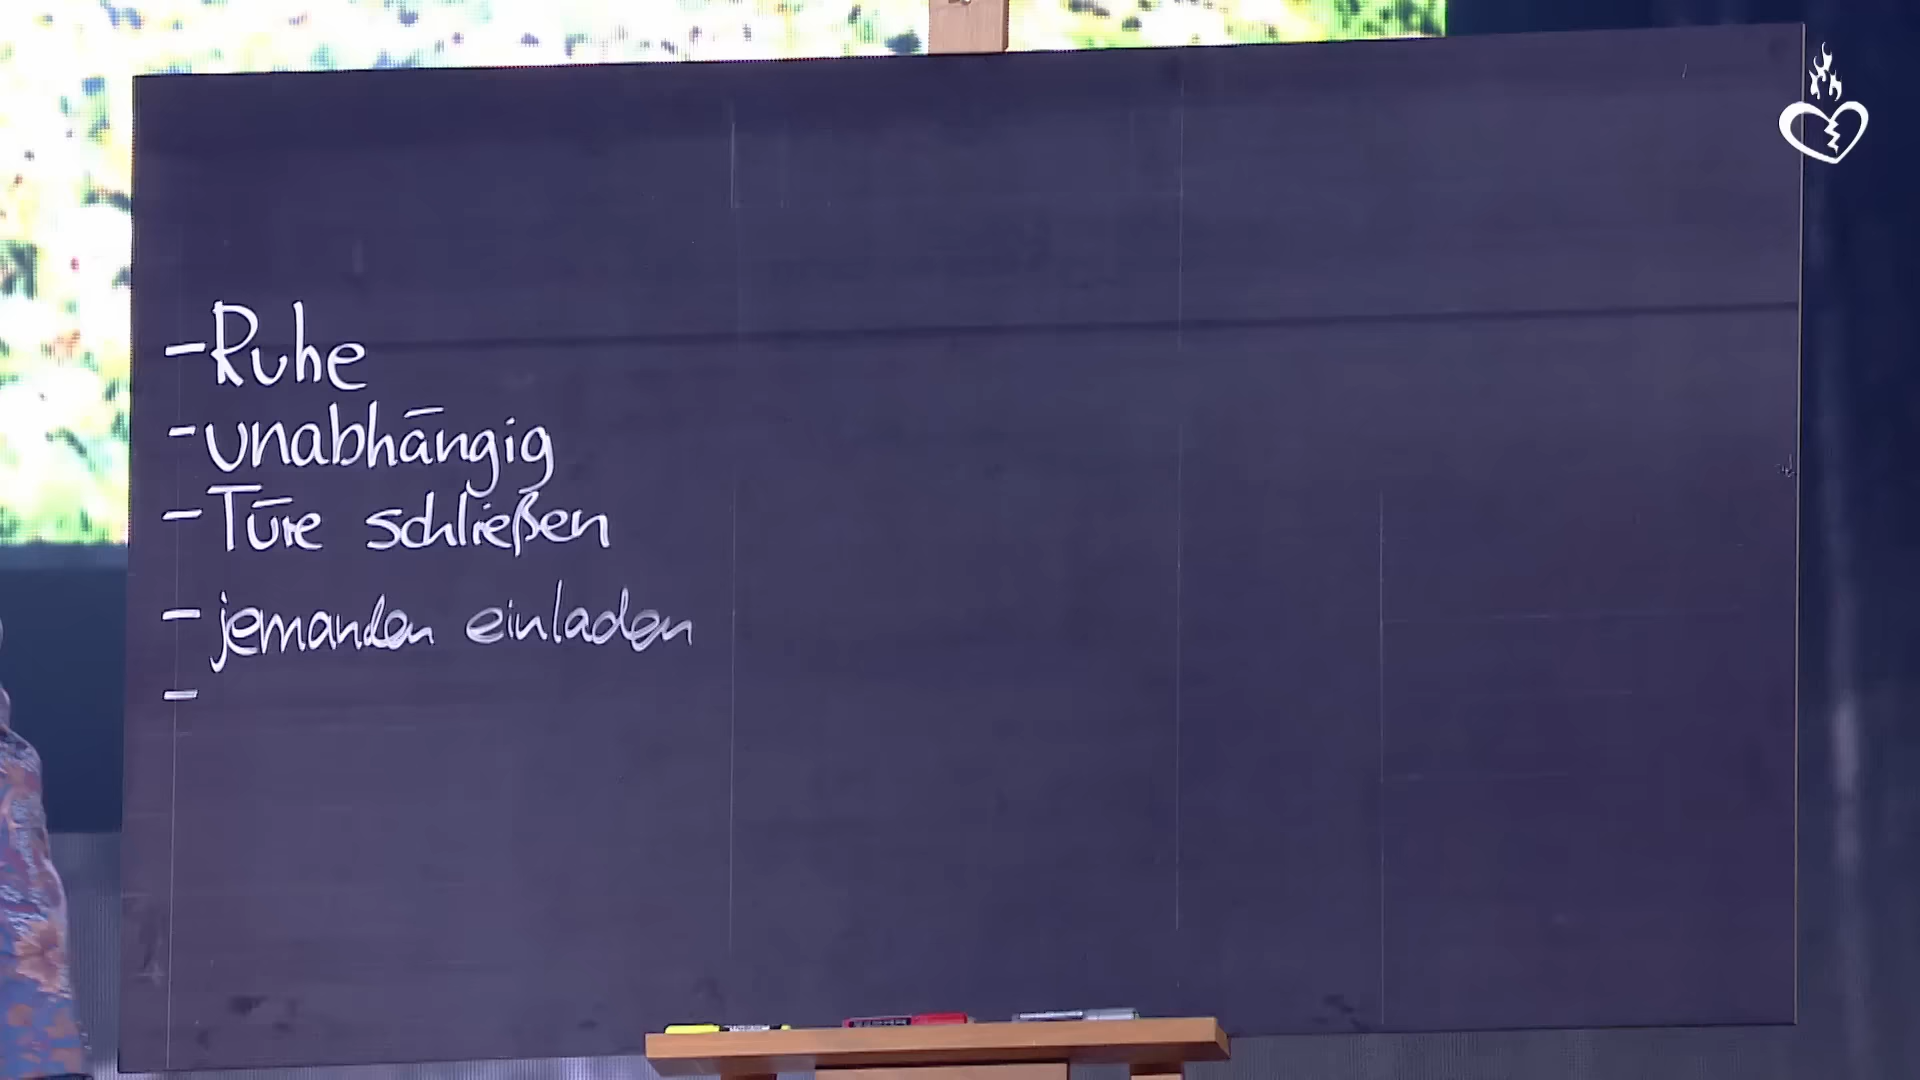 - Ruhe
- unabhängig
- Türe schließen
- jemanden einladen
-